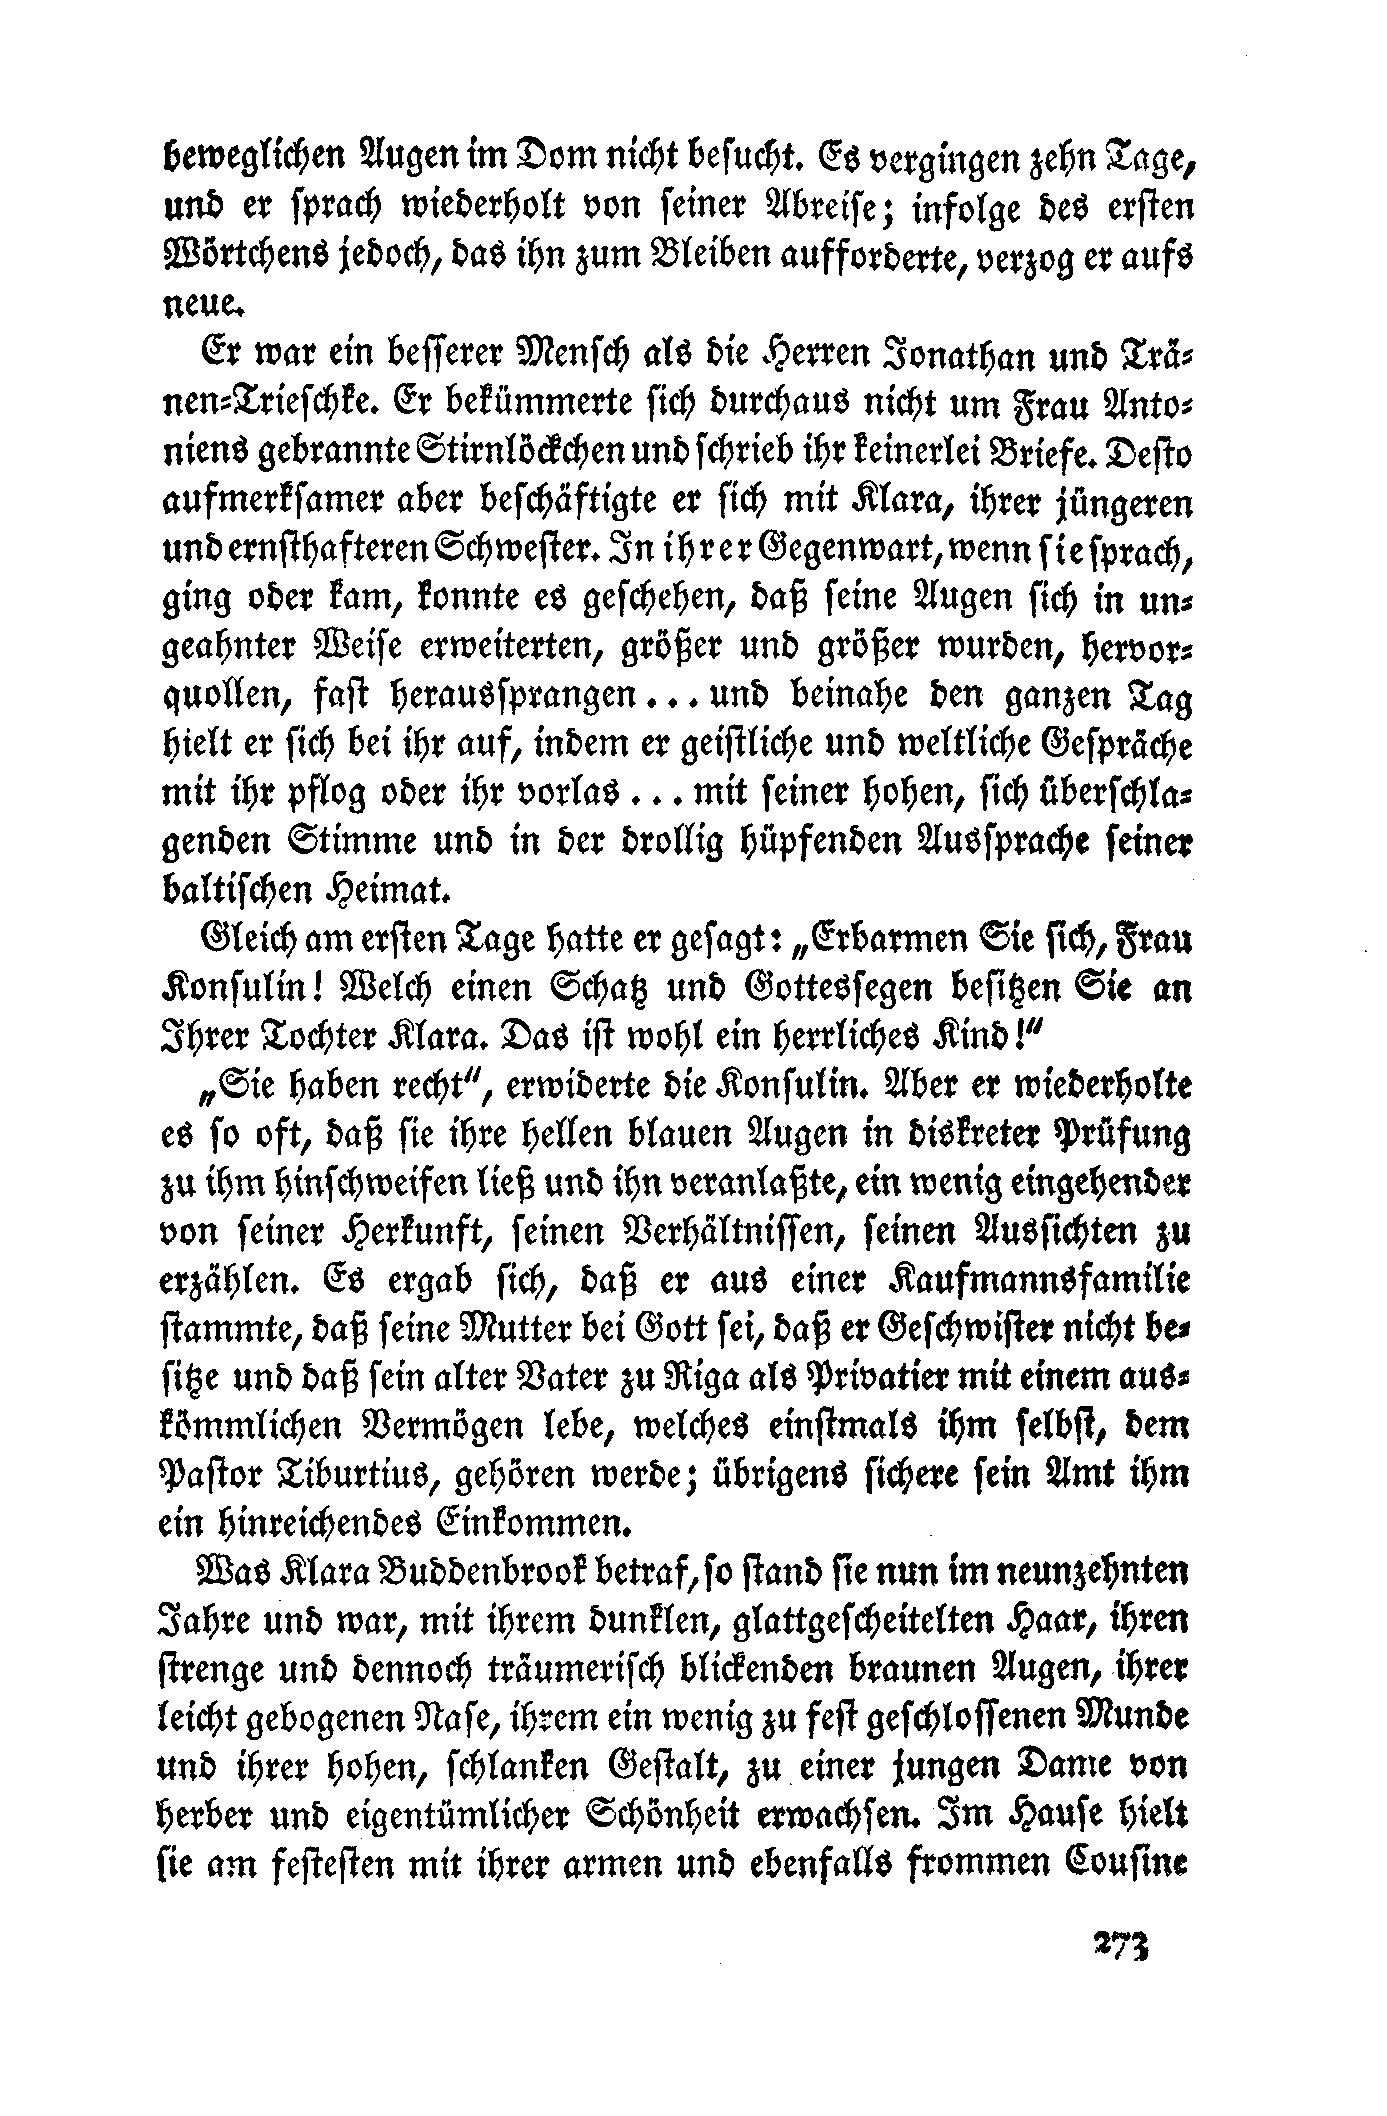 beweglichen Augen im Dom nicht besucht. Es vergingen zehn Tage,
und er sprach wiederholt von seiner Abreise; infolge des ersten
Wörtchens jedoch, das ihn zum Bleiben aufforderte, verzog er aufs
neue.
Er war ein besserer Mensch als die Herren Jonathan und Trä-
nen-Trieschke. Er bekümmerte sich durchaus nicht um Frau Anto-
niens gebrannte Stirnlöckchen und schrieb ihr keinerlei Briefe. Desto
aufmerksamer aber beschäftigte er sich mit Klara, ihrer jüngeren
und ernsthafteren Schwester. In ihrer Gegenwart, wenn sie sprach,
ging oder kam, konnte es geschehen, daß seine Augen sich in un-
geahnter Weise erweiterten, größer und größer wurden, hervor-
quollen, fast heraussprangen... und beinahe den ganzen Tag
hielt er sich bei ihr auf, indem er geistliche und weltliche Gespräche
mit ihr pflog oder ihr vorlas... mit seiner hohen, sich überschla-
genden Stimme und in der drollig hüpfenden Aussprache seiner
baltischen Heimat.
Gleich am ersten Tage hatte er gesagt: „Erbarmen Sie sich, Frau
Konsulin! Welch einen Schatz und Gottessegen besitzen Sie an
Ihrer Tochter Klara. Das ist wohl ein herrliches Kind!“
„Sie haben recht“, erwiderte die Konsulin. Aber er wiederholte
es so oft, daß sie ihre hellen blauen Augen in diskreter Prüfung
zu ihm hinschweifen ließ und ihn veranlaßte, ein wenig eingehender
von seiner Herkunft, seinen Verhältnissen, seinen Aussichten zu
erzählen. Es ergab sich, daß er aus einer Kaufmannsfamilie
stammte, daß seine Mutter bei Gott sei, daß er Geschwister nicht be-
sitze und daß sein alter Vater zu Riga als Privatier mit einem aus-
kömmlichen Vermögen lebe, welches einstmals ihm selbst, dem
Pastor Tiburtius, gehören werde; übrigens sichere sein Amt ihm
ein hinreichendes Einkommen.
Was Klara Buddenbrook betraf, so stand sie nun im neunzehnten
Jahre und war, mit ihrem dunklen, glattgescheitelten Haar, ihren
strenge und dennoch träumerisch blickenden braunen Augen, ihrer
leicht gebogenen Nase, ihrem ein wenig zu fest geschlossenen Munde
und ihrer hohen, schlanken Gestalt, zu einer jungen Dame von
herber und eigentümlicher Schönheit erwachsen. Im Hause hielt
sie am festesten mit ihrer armen und ebenfalls frommen Cousine
273